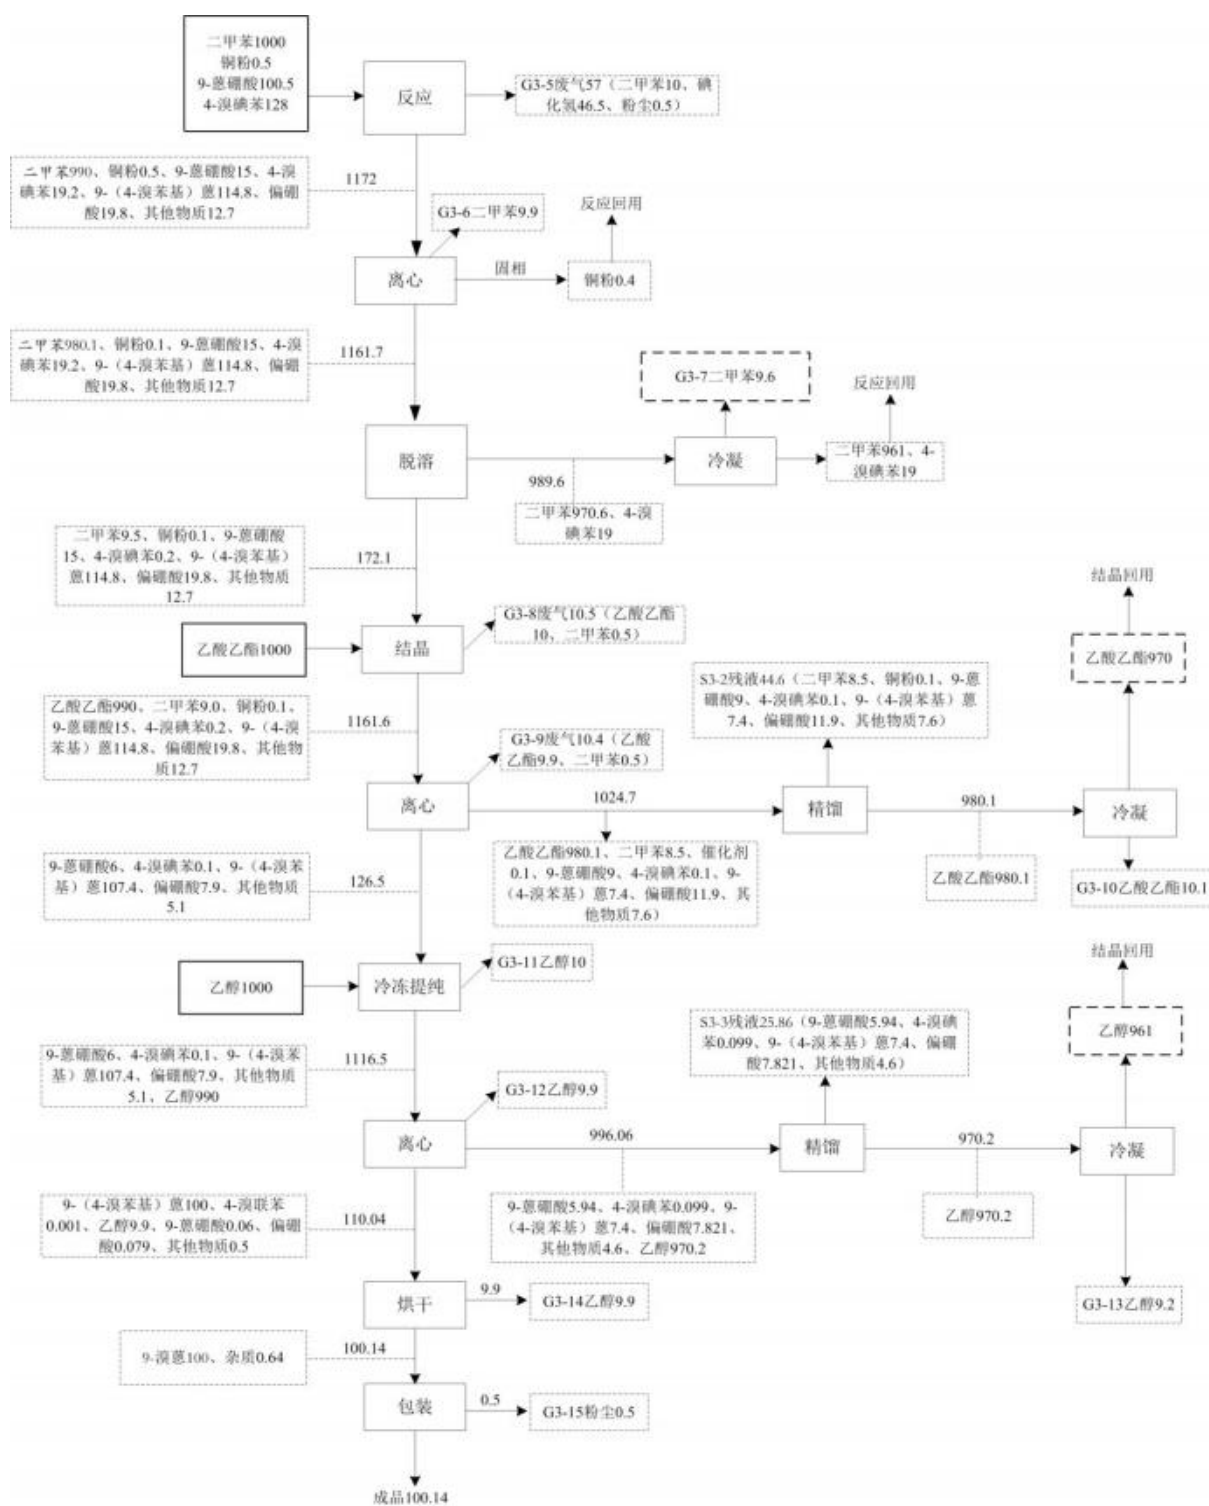 二甲苯1000
铜粉0.5
9-蒽硼酸100.5
4-溴碘苯128
反应
G3-5废气57（二甲苯10、碘
化氢46.5、粉尘0.5）
二甲苯990、铜粉0.5、9-蒽硼酸15、4-溴
碘苯19.2、9-（4-溴苯基）蒽114.8、偏硼
酸19.8、其他物质12.7
1172
G3-6二甲苯9.9
反应回用
离心
固相
铜粉0.4
二甲苯980.1、铜粉0.1、9-蒽硼酸15、4-溴
碘苯19.2、9-（4-溴苯基）蒽114.8、偏硼
酸19.8、其他物质12.7
1161.7
G3-7二甲苯9.6
反应回用
脱溶
冷凝
二甲苯961、4-
溴碘苯19
989.6
二甲苯970.6、4-溴
碘苯19
二甲苯9.5、铜粉0.1、9-蒽硼酸
15、4-溴碘苯0.2、9-（4-溴苯基）
蒽114.8、偏硼酸19.8、其他物质
12.7
172.1
结晶回用
G3-8废气10.5（乙酸乙酯
10、二甲苯0.5）
乙酸乙酯1000
结晶
乙酸乙酯970
S3-2残液44.6（二甲苯8.5、铜粉0.1、9-蒽
硼酸9、4-溴碘苯0.1、9-（4-溴苯基）蒽
7.4、偏硼酸11.9、其他物质7.6）
乙酸乙酯990、二甲苯9.0、铜粉0.1、
9-蒽硼酸15、4-溴碘苯0.2、9-（4-溴
苯基）蒽114.8、偏硼酸19.8、其他物
质12.7
1161.6
G3-9废气10.4（乙酸
乙酯9.9、二甲苯0.5）
离心
1024.7
精馏
980.1
冷凝
乙酸乙酯980.1、二甲苯8.5、催化剂
0.1、9-蒽硼酸9、4-溴碘苯0.1、9-
（4-溴苯基）蒽7.4、偏硼酸11.9、其
他物质7.6）
乙酸乙酯980.1
G3-10乙酸乙酯10.1
9-蒽硼酸6、4-溴碘苯0.1、9-（4-溴苯
基）蒽107.4、偏硼酸7.9、其他物质
5.1
126.5
结晶回用
乙醇1000
冷冻提纯
G3-11乙醇10
乙醇961
S3-3残液25.86（9-蒽硼酸5.94、4-溴碘
苯0.099、9-（4-溴苯基）蒽7.4、偏硼
酸7.821、其他物质4.6）
9-蒽硼酸6、4-溴碘苯0.1、9-（4-溴苯
基）蒽107.4、偏硼酸7.9、其他物质
5.1、乙醇990
1116.5
G3-12乙醇9.9
离心
996.06
精馏
970.2
冷凝
9-（4-溴苯基）蒽100、4-溴联苯
0.001、乙醇9.9、9-蒽硼酸0.06、偏硼
酸0.079、其他物质0.5
110.04
9-蒽硼酸5.94、4-溴碘苯0.099、9-
（4-溴苯基）蒽7.4、偏硼酸7.821、
其他物质4.6、乙醇970.2
乙醇970.2
烘干
9.9
G3-14乙醇9.9
G3-13乙醇9.2
9-溴蒽100、杂质0.64
100.14
包装
0.5
G3-15粉尘0.5
成品100.14